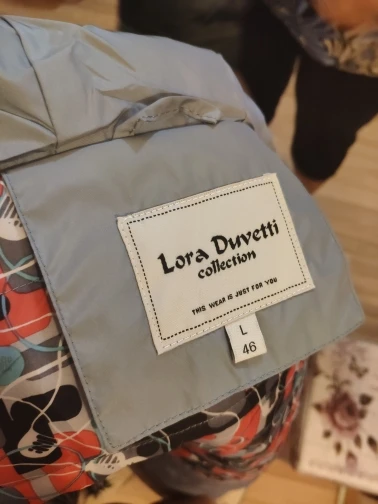 Lora Duvetti
collection
THIS WEAR IS JUST FOR YOU
L
46